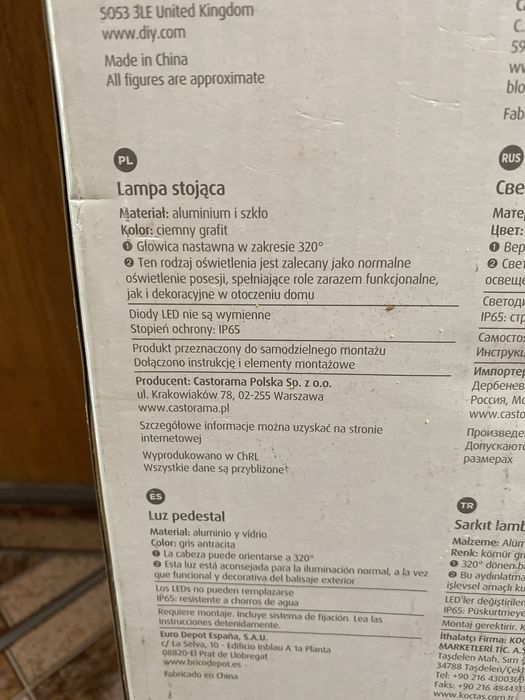 SO53 3LE United Kingdom
www.diy.com
Made in China
All figures are approximate
59
Fab
PL
Lampa stojąca
Materiał: aluminium i szkło
Kolor: ciemny grafit
❶ Głowica nastawna w zakresie 320°
❷ Ten rodzaj oświetlenia jest zalecany jako normalne
oświetlenie posesji, spełniające role zarazem funkcjonalne,
jak i dekoracyjne w otoczeniu domu
Diody LED nie są wymienne
Stopień ochrony: IP65
Produkt przeznaczony do samodzielnego montażu
Dołączono instrukcję i elementy montażowe
Producent: Castorama Polska Sp. z o.o.
ul. Krakowiaków 78, 02-255 Warszawa
www.castorama.pl
Szczegółowe informacje można uzyskać na stronie
internetowej
Wyprodukowano w ChRL
Wszystkie dane są przybliżone
RUS
Све
Мате
Цвет:
❶ Вер
❷ Свет
освеще
Светоди
IP65: стр
Самосто
Инструкц
Импортер
Дербенев
Россия, Мо
www.casto
Произведе
Допускают
размерах
ES
Luz pedestal
Material: aluminio y vidrio
Color: gris antracita
❶ La cabeza puede orientarse a 320°
❷ Esta luz está aconsejada para la iluminación normal, a la vez
que funcional y decorativa del balisaje exterior
Los LEDs no pueden remplazarse
IP65: resistente a chorros de agua
Requiere montaje. Incluye sistema de fijación. Lea las
instrucciones detenidamente.
Euro Depot España, S.A.U.
c/ La Selva, 10 - Edificio Inblau A 1a Planta
08820-El Prat de Llobregat
www.bricodepot.es
Fabricado en China
TR
Sarkıt lamb
Malzeme: Alüm
Renk: kömür gri
❶ 320° dönen ba
❷ Bu aydınlatma
işlevsel amaçlı ku
LED'ler değiştirilen
IP65: Püskürtmeye
Montaj gerektirir. K
İthalatçı Firma: KOÇ
MARKETLERİ TİC. A.Ş
Taşdelen Mah. Sırrı
34788 Taşdelen/Çek
Tel: +90 216 4300300
Faks: +90 216 48443
www.koctas.com.tr